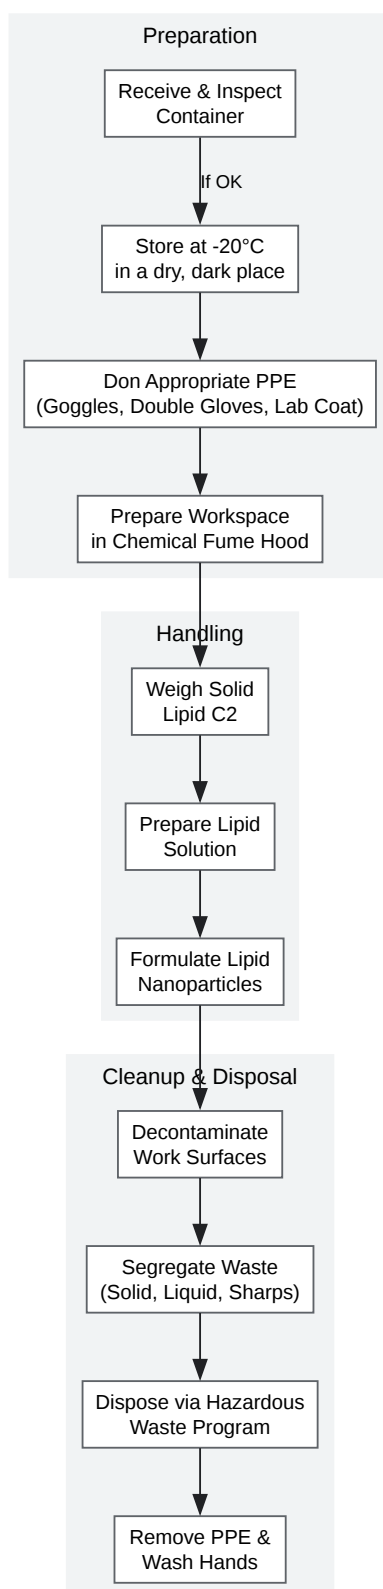 Preparation
Receive & Inspect
Container
If OK
Store at -20°C
in a dry, dark place
Don Appropriate PPE
(Goggles, Double Gloves, Lab Coat)
Prepare Workspace
in Chemical Fume Hood
Handling
Weigh Solid
Lipid C2
Prepare Lipid
Solution
Formulate Lipid
Nanoparticles
Cleanup & Disposal
Decontaminate
Work Surfaces
Segregate Waste
(Solid, Liquid, Sharps)
Dispose via Hazardous
Waste Program
Remove PPE &
Wash Hands